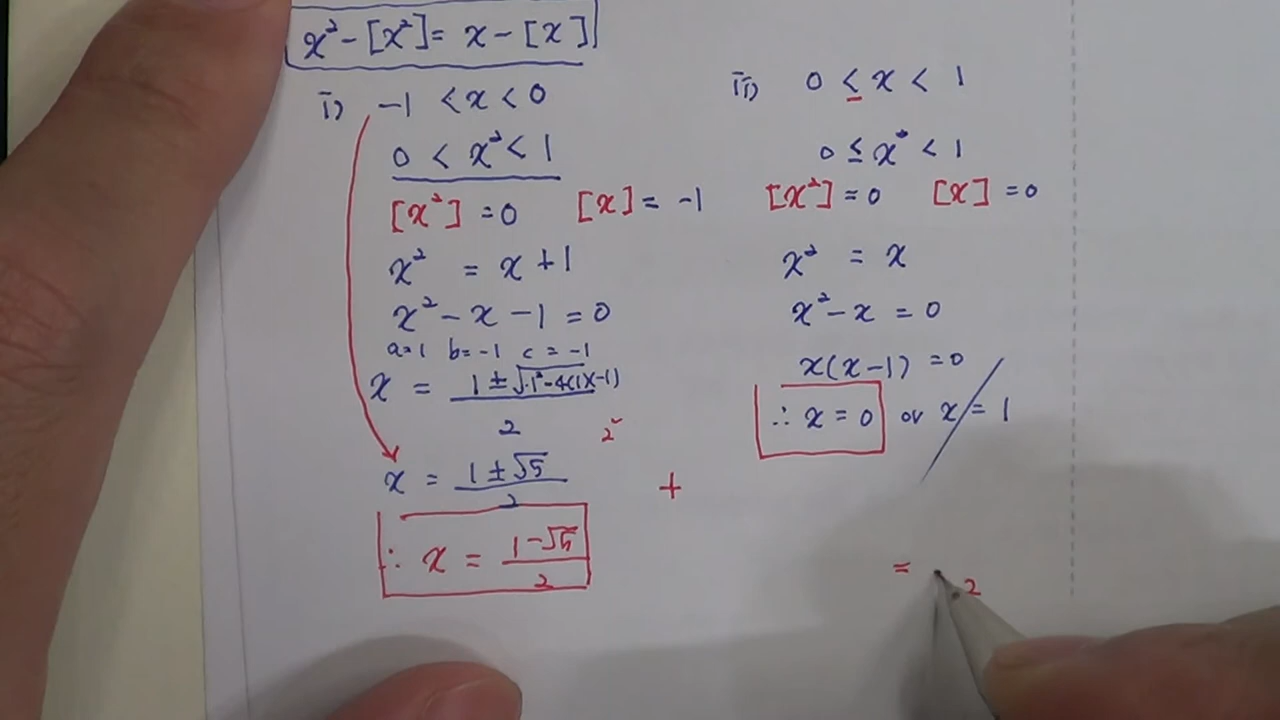 x² - [x²] = x - [x]
i) -1 < x < 0
0 < x² < 1
[x²] = 0 [x] = -1
x² = x + 1
x² - x - 1 = 0
a=1 b=-1 c=-1
x = 1 ± √1² - 4(1)(-1)
2
2
x = 1 ± √5
2
∴ x = 1 - √5
2
ii) 0 ≤ x < 1
0 ≤ x² < 1
[x²] = 0 [x] = 0
x² = x
x² - x = 0
x(x-1) = 0
∴ x = 0 or x = 1
+
= 2